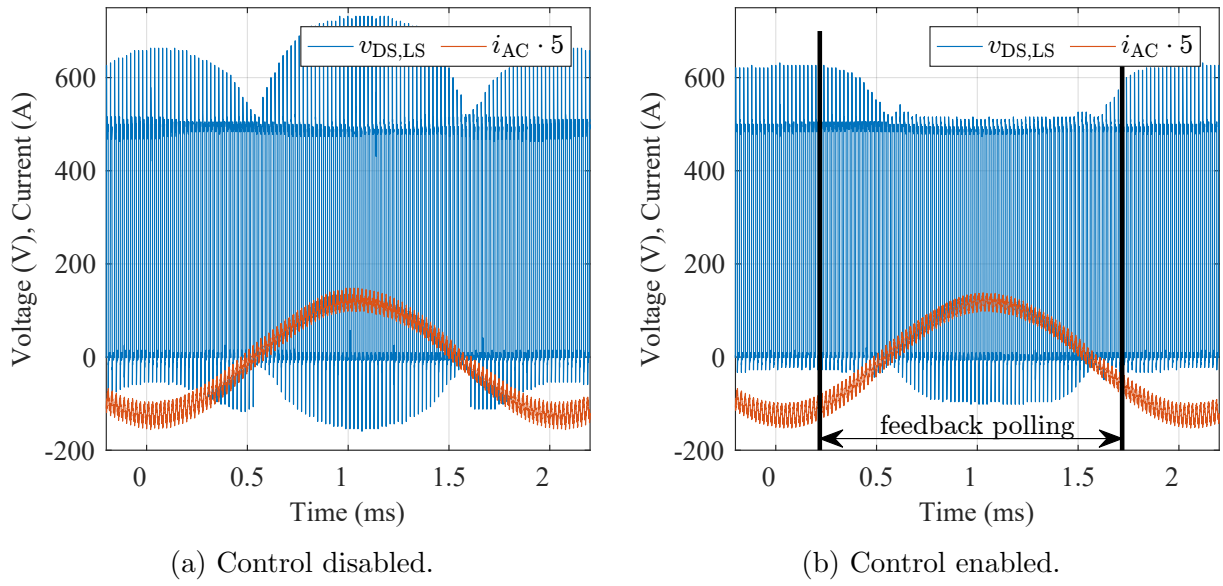 600
400
200
0
-200
Voltage (V), Current (A)
v_DS,LS
i_AC · 5
0
0.5
1
1.5
2
Time (ms)
(a) Control disabled.
600
400
200
0
-200
Voltage (V), Current (A)
v_DS,LS
i_AC · 5
feedback polling
0
0.5
1
1.5
2
Time (ms)
(b) Control enabled.